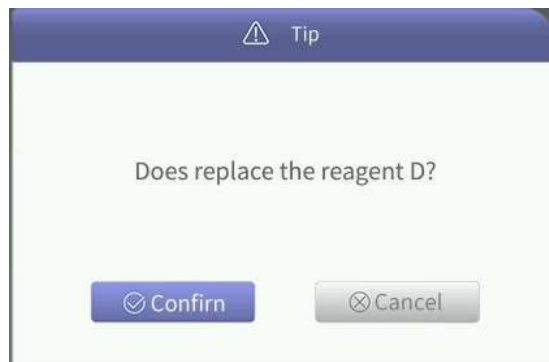 Tip
Does replace the reagent D?
Confirn
Cancel